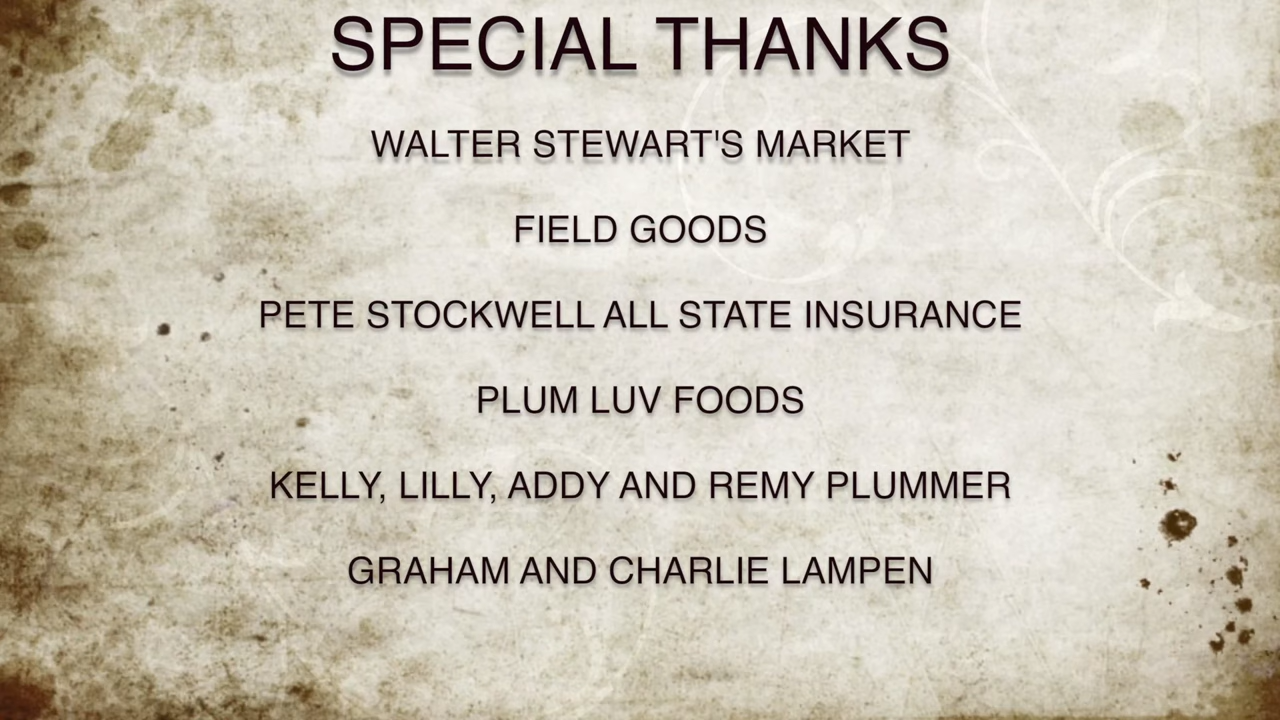 SPECIAL THANKS
WALTER STEWART'S MARKET
FIELD GOODS
PETE STOCKWELL ALL STATE INSURANCE
PLUM LUV FOODS
KELLY, LILLY, ADDY AND REMY PLUMMER
GRAHAM AND CHARLIE LAMPEN